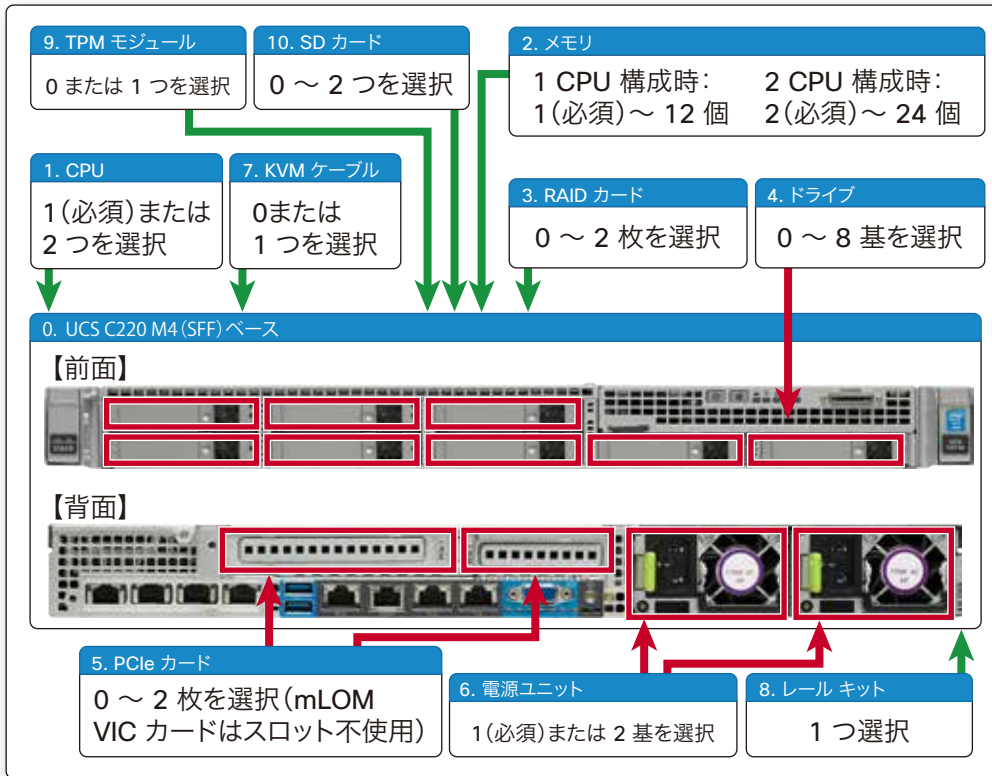 9. TPM モジュール
0 または 1 つを選択
10. SD カード
0 ～ 2 つを選択
2. メモリ
1 CPU 構成時：
1（必須）～ 12 個
2 CPU 構成時：
2（必須）～ 24 個
1. CPU
1（必須）または
2 つを選択
7. KVM ケーブル
0または
1 つを選択
3. RAID カード
0 ～ 2 枚を選択
4. ドライブ
0 ～ 8 基を選択
0. UCS C220 M4（SFF）ベース
【前面】
【背面】
5. PCIe カード
0 ～ 2 枚を選択（mLOM
VIC カードはスロット不使用）
6. 電源ユニット
1（必須）または 2 基を選択
8. レール キット
1 つ選択